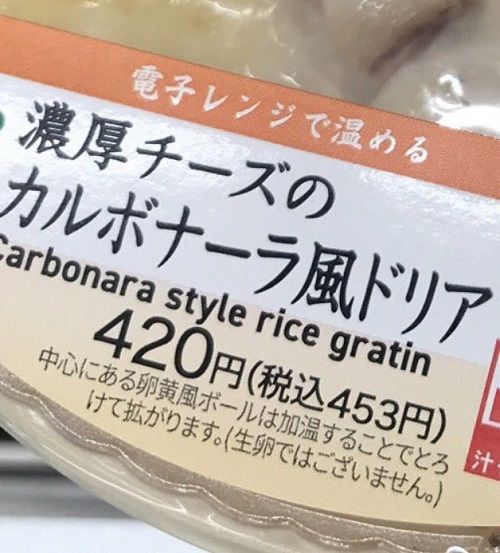 電子レンジで温める
濃厚チーズの
カルボナーラ風ドリア
Carbonara style rice gratin
420円(税込453円)
中心にある卵黄風ボールは加温することでとろ
けて拡がります。(生卵ではございません。)
汁